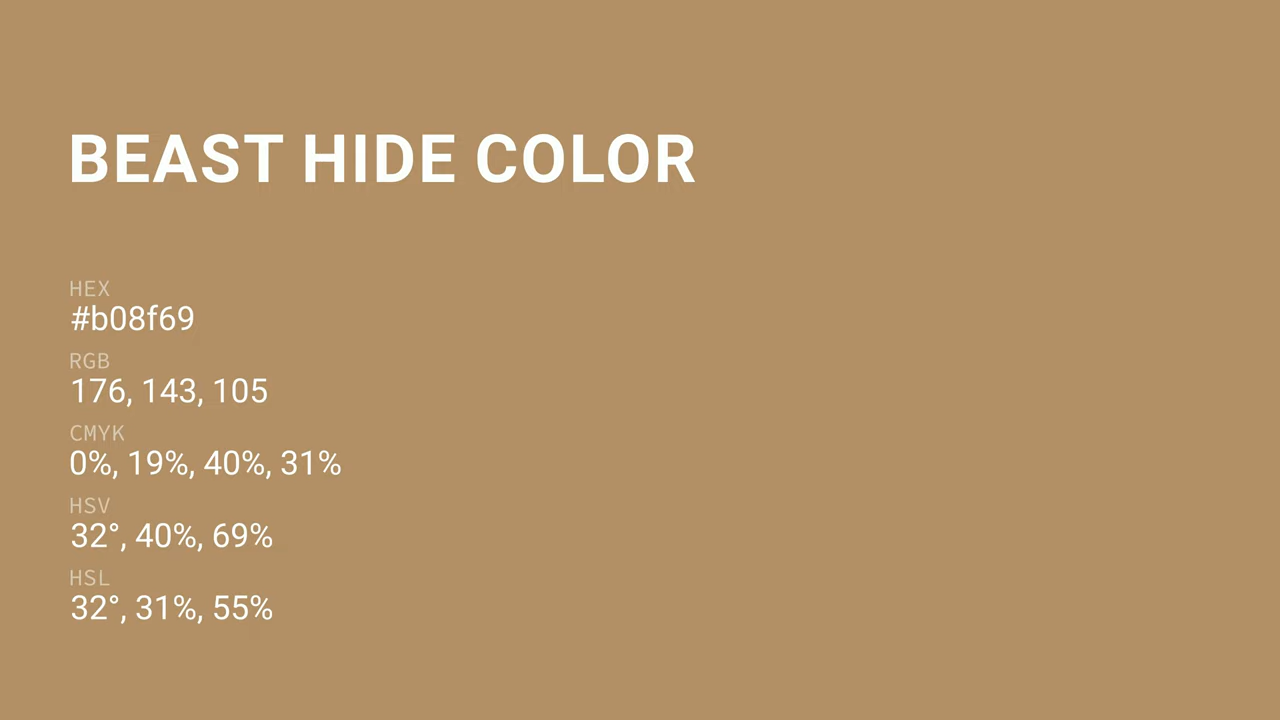 BEAST HIDE COLOR
HEX
#b08f69
RGB
176, 143, 105
CMYK
0%, 19%, 40%, 31%
HSV
32°, 40%, 69%
HSL
32°, 31%, 55%